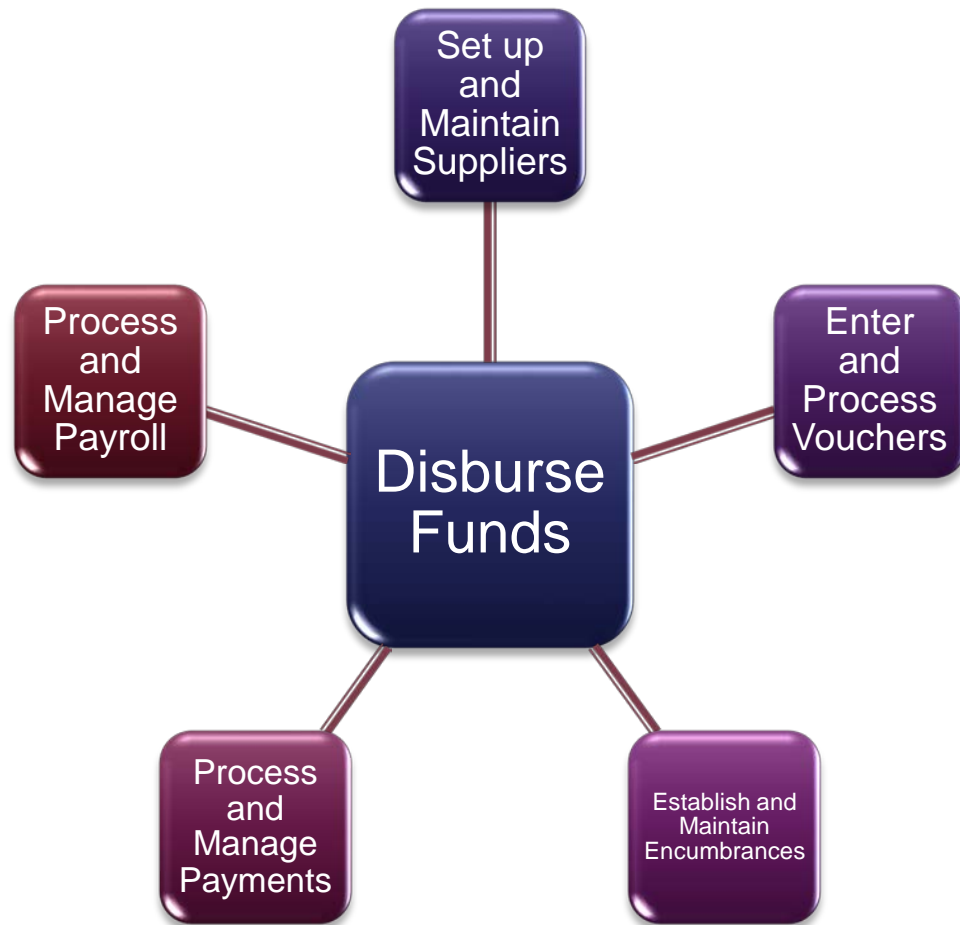 Set up
and
Maintain
Suppliers
Enter
and
Process
Vouchers
Establish and
Maintain
Encumbrances
Process
and
Manage
Payments
Process
and
Manage
Payroll
Disburse
Funds